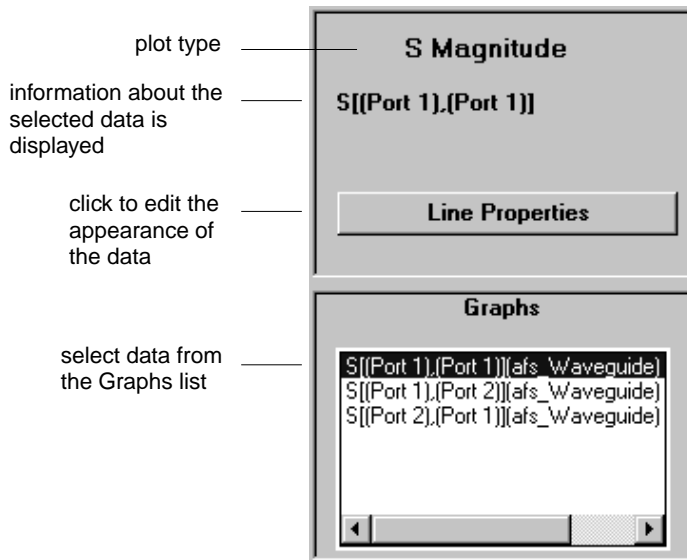 plot type
S Magnitude
information about the
selected data is
displayed
S[(Port 1),(Port 1)]
click to edit the
appearance of
the data
Line Properties
Graphs
select data from
the Graphs list
S[(Port 1),(Port 1)](afs_Waveguide)
S[(Port 1),(Port 2)](afs_Waveguide)
S[(Port 2),(Port 1)](afs_Waveguide)